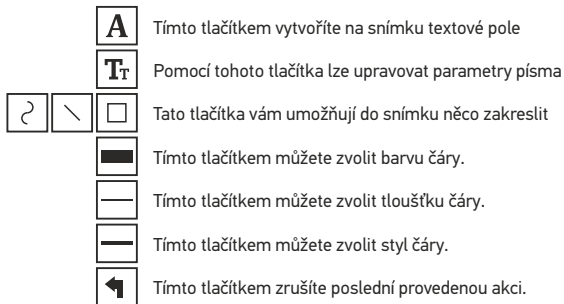 A Tímto tlačítkem vytvoříte na snímku textové pole
TT Pomocí tohoto tlačítka lze upravovat parametry písma
Tato tlačítka vám umožňují do snímku něco zakreslit
Tímto tlačítkem můžete zvolit barvu čáry.
Tímto tlačítkem můžete zvolit tloušťku čáry.
Tímto tlačítkem můžete zvolit styl čáry.
Tímto tlačítkem zrušíte poslední provedenou akci.